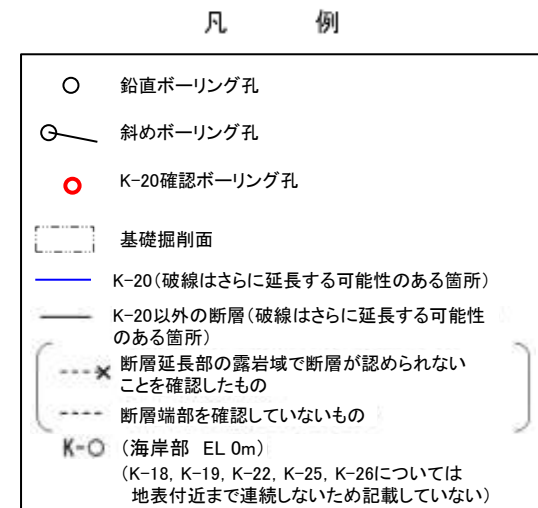 凡 例
鉛直ボーリング孔
斜めボーリング孔
K-20確認ボーリング孔
基礎掘削面
K-20(破線はさらに延長する可能性のある箇所)
K-20以外の断層(破線はさらに延長する可能性
のある箇所)
断層延長部の露岩域で断層が認められない
ことを確認したもの
断層端部を確認していないもの
K-○ (海岸部 EL 0m)
(K-18, K-19, K-22, K-25, K-26については
地表付近まで連続しないため記載していない)